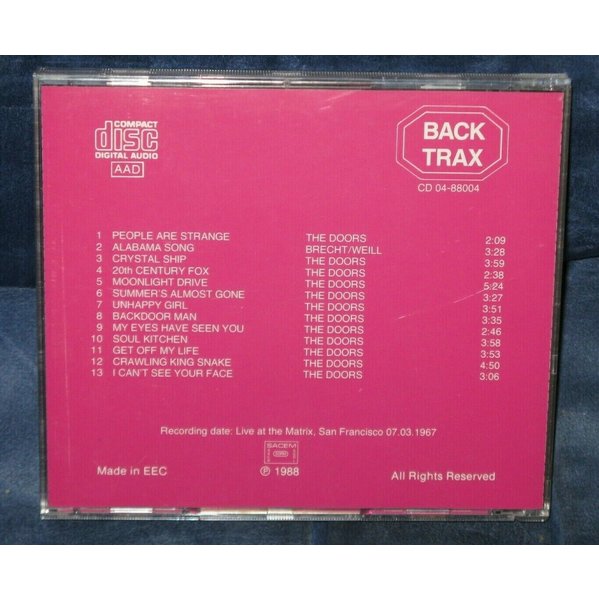 COMPACT
disc
DIGITAL AUDIO
AAD
BACK
TRAX
CD 04-88004
1 PEOPLE ARE STRANGE THE DOORS 2:09
2 ALABAMA SONG BRECHT/WEILL 3:28
3 CRYSTAL SHIP THE DOORS 3:59
4 20th CENTURY FOX THE DOORS 2:38
5 MOONLIGHT DRIVE THE DOORS 5:24
6 SUMMER'S ALMOST GONE THE DOORS 3:27
7 UNHAPPY GIRL THE DOORS 3:51
8 BACKDOOR MAN THE DOORS 3:35
9 MY EYES HAVE SEEN YOU THE DOORS 2:46
10 SOUL KITCHEN THE DOORS 3:58
11 GET OFF MY LIFE THE DOORS 3:53
12 CRAWLING KING SNAKE THE DOORS 4:50
13 I CAN'T SEE YOUR FACE THE DOORS 3:06
Recording date: Live at the Matrix, San Francisco 07.03.1967
SACEM
Made in EEC ℗ 1988 All Rights Reserved